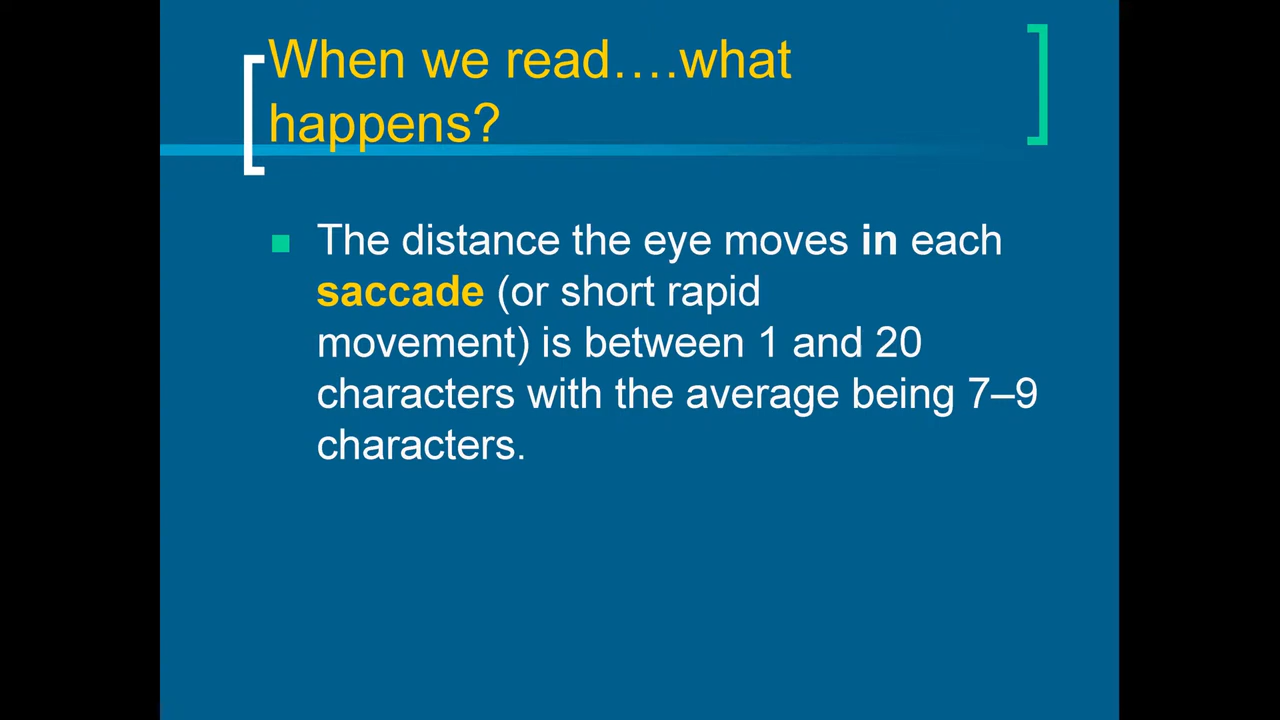 When we read….what
happens?
The distance the eye moves in each
saccade (or short rapid
movement) is between 1 and 20
characters with the average being 7–9
characters.